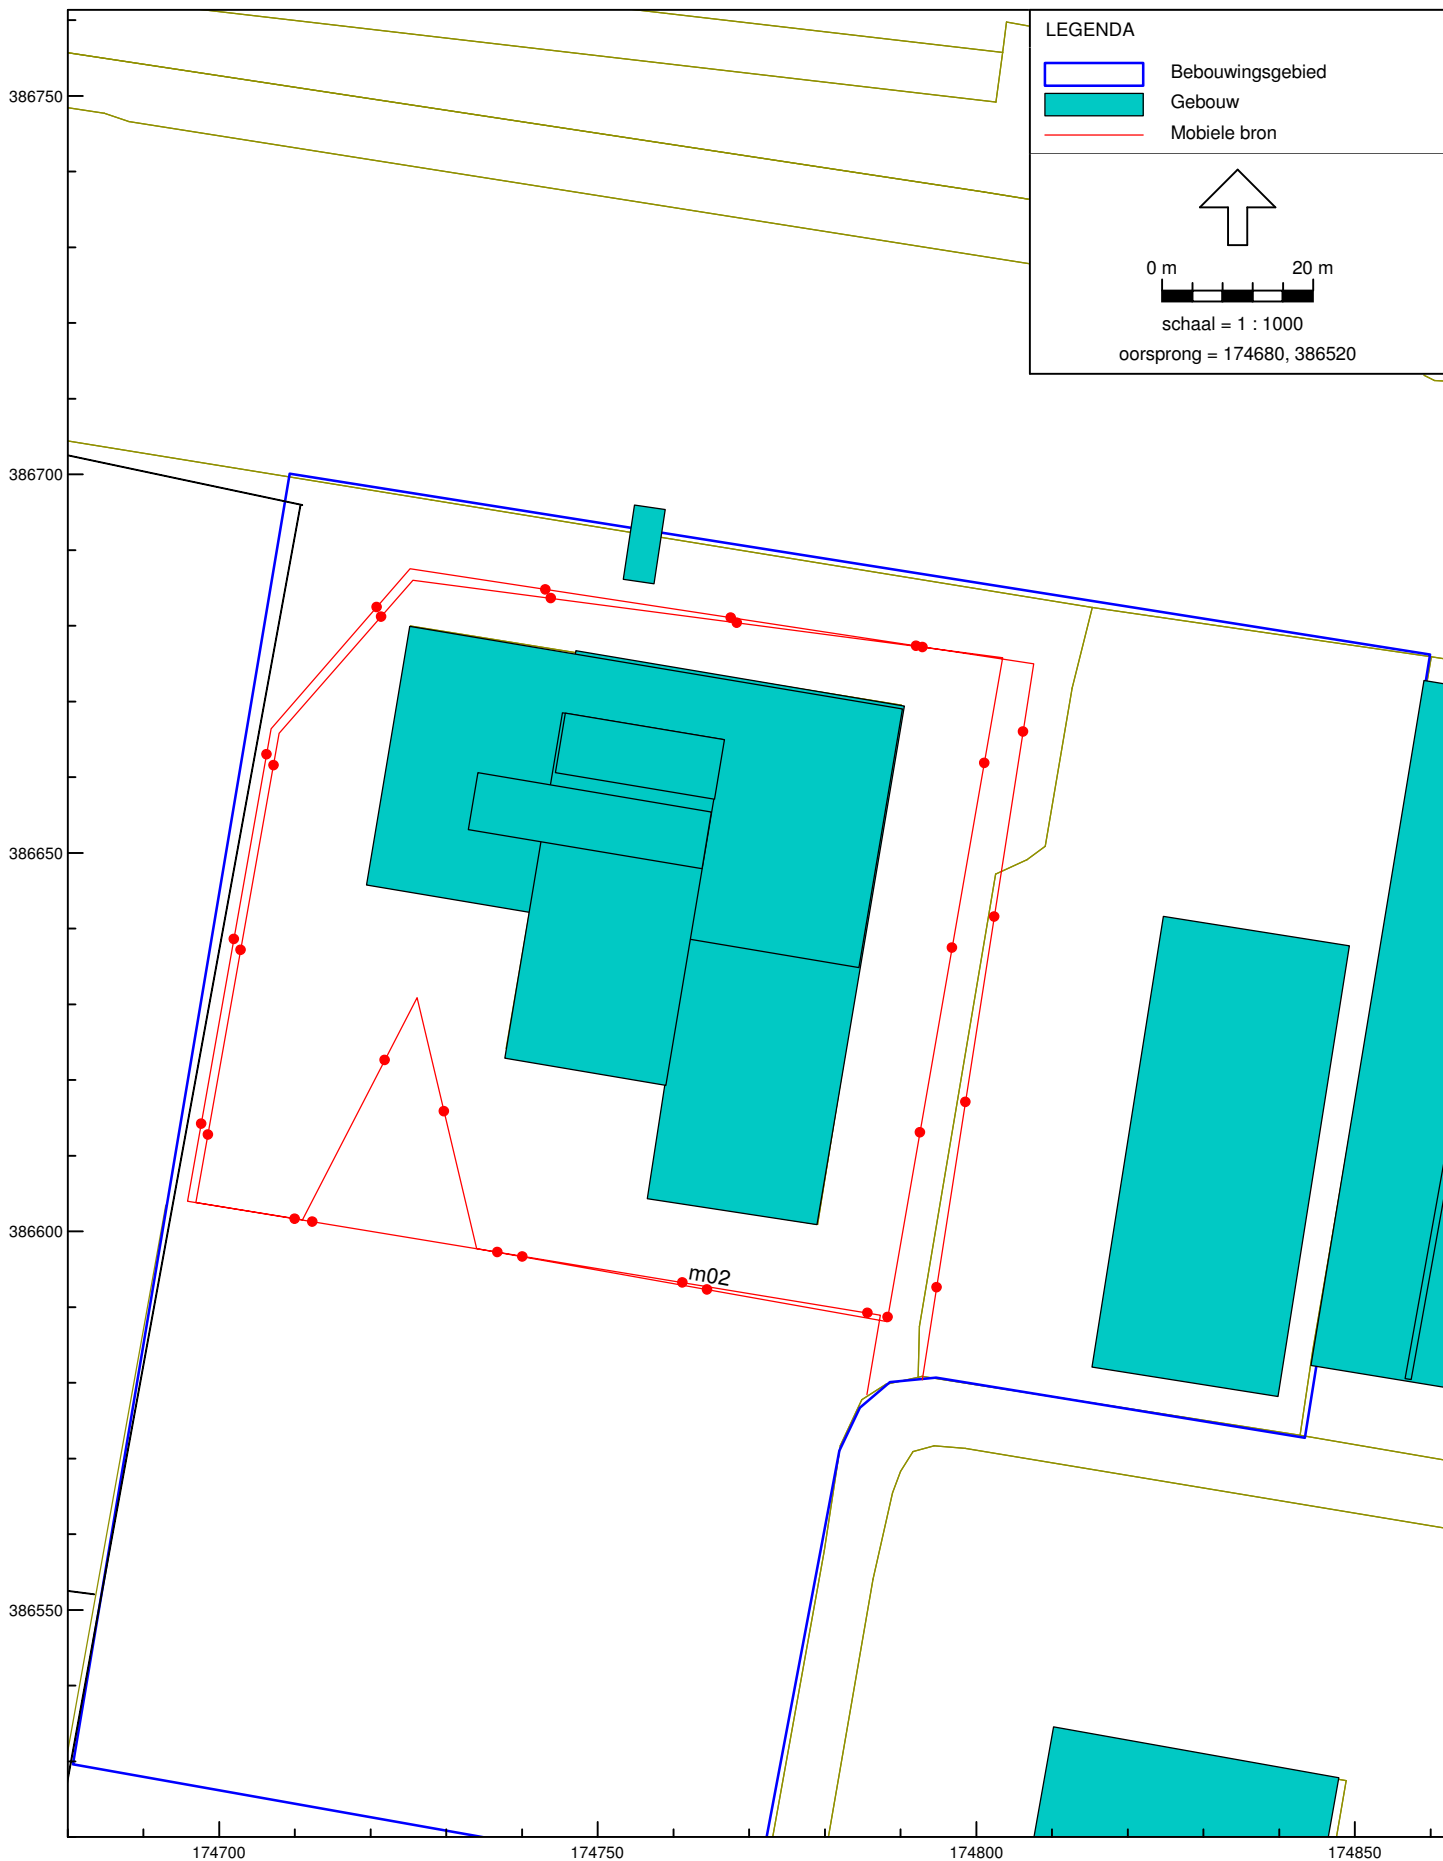 LEGENDA
Bebouwingsgebied
Gebouw
Mobiele bron
0 m 20 m
schaal = 1 : 1000
oorsprong = 174680, 386520
386750
386700
386650
386600
386550
m02
174700 174750 174800 174850